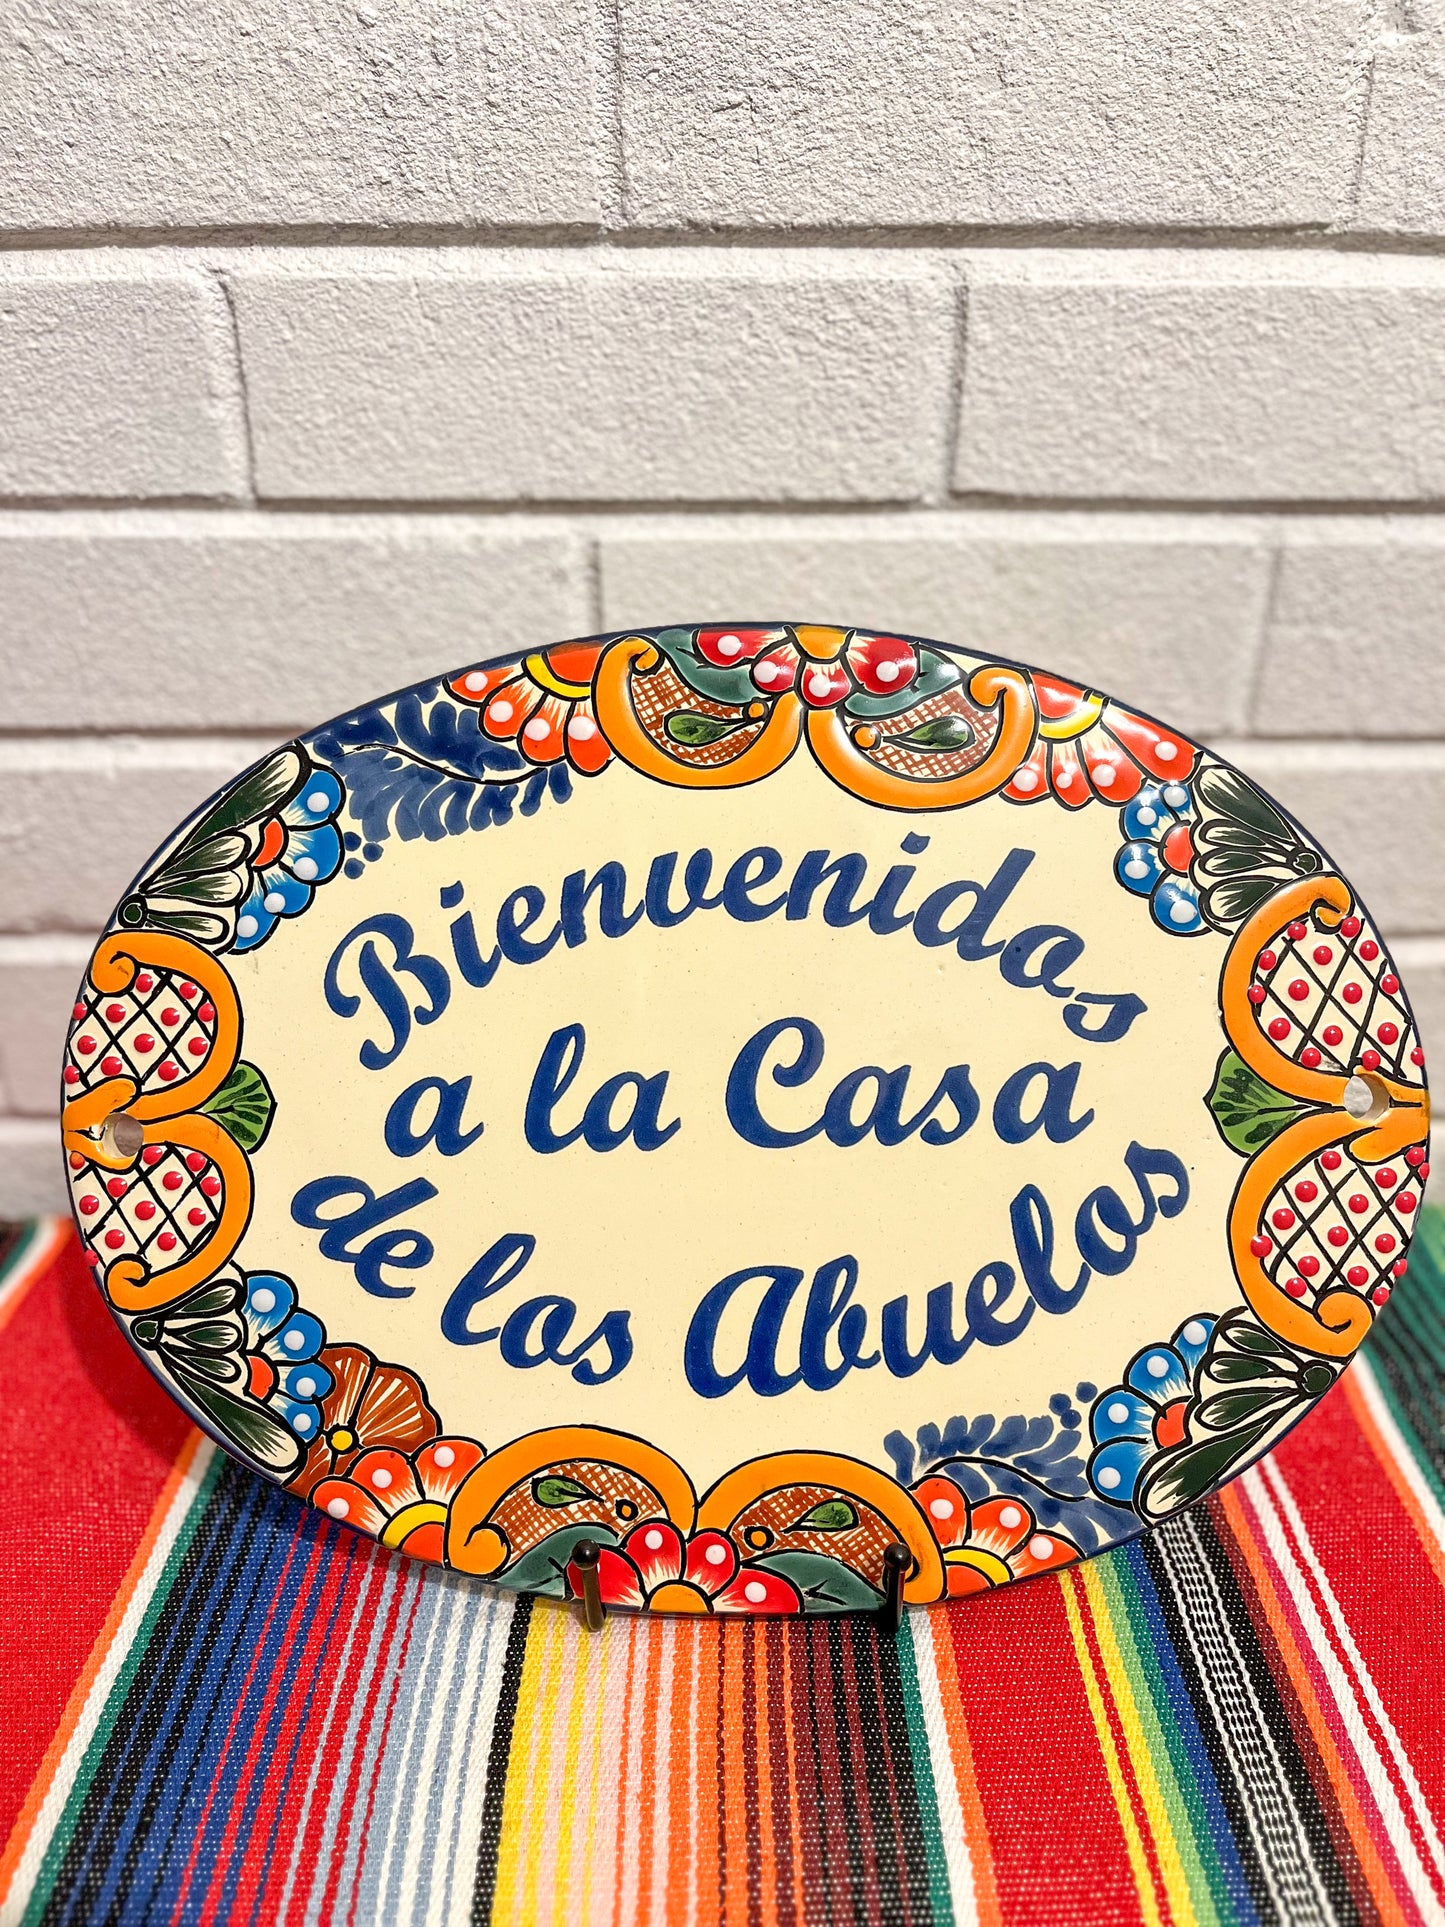 Bienvenidos
a la Casa
de los Abuelos